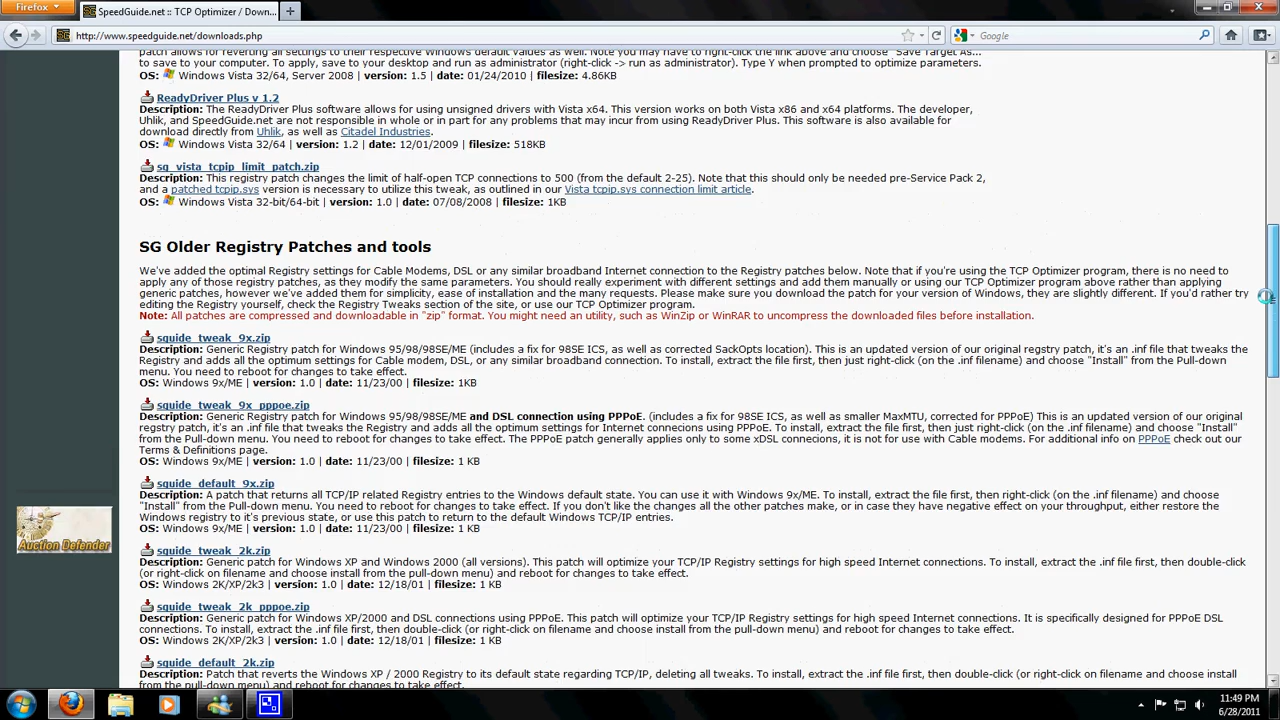 Firefox
SpeedGuide.net :: TCP Optimizer / Down...
http://www.speedguide.net/downloads.php
Google
patch allows for reverting all settings to their respective Windows default values as well. Note you may have to right-click the link above and choose "Save Target As..."
to save to your computer. To apply, save to your desktop and run as administrator (right-click -> run as administrator). Type Y when prompted to optimize parameters.
OS: Windows Vista 32/64, Server 2008 | version: 1.5 | date: 01/24/2010 | filesize: 4.86KB
ReadyDriver Plus v 1.2
Description: The ReadyDriver Plus software allows for using unsigned drivers with Vista x64. This version works on both Vista x86 and x64 platforms. The developer,
Uhlik, and SpeedGuide.net are not responsible in whole or in part for any problems that may incur from using ReadyDriver Plus. This software is also available for
download directly from Uhlik, as well as Citadel Industries.
OS: Windows Vista 32/64 | version: 1.2 | date: 12/01/2009 | filesize: 518KB
sg_vista_tcpip_limit_patch.zip
Description: This registry patch changes the limit of half-open TCP connections to 500 (from the default 2-25). Note that this should only be needed pre-Service Pack 2,
and a patched tcpip.sys version is necessary to utilize this tweak, as outlined in our Vista tcpip.sys connection limit article.
OS: Windows Vista 32-bit/64-bit | version: 1.0 | date: 07/08/2008 | filesize: 1KB
SG Older Registry Patches and tools
We've added the optimal Registry settings for Cable Modems, DSL or any similar broadband Internet connection to the Registry patches below. Note that if you're using the TCP Optimizer program, there is no need to
apply any of those registry patches, as they modify the same parameters. You should really experiment with different settings and add them manually or using our TCP Optimizer program above rather than applying
generic patches, however we've added them for simplicity, ease of installation and the many requests. Please make sure you download the patch for your version of Windows, they are slightly different. If you'd rather try
editing the Registry yourself, check the Registry Tweaks section of the site, or use our TCP Optimizer program.
Note: All patches are compressed and downloadable in "zip" format. You might need an utility, such as WinZip or WinRAR to uncompress the downloaded files before installation.
sguide_tweak_9x.zip
Description: Generic Registry patch for Windows 95/98/98SE/ME (includes a fix for 98SE ICS, as well as corrected SackOpts location). This is an updated version of our original regstry patch, it's an .inf file that tweaks the
Registry and adds all the optimum settings for Cable modem, DSL, or any similar broadband connection. To install, extract the file first, then just right-click (on the .inf filename) and choose "Install" from the Pull-down
menu. You need to reboot for changes to take effect.
OS: Windows 9x/ME | version: 1.0 | date: 11/23/00 | filesize: 1KB
sguide_tweak_9x_pppoe.zip
Description: Generic Registry patch for Windows 95/98/98SE/ME and DSL connection using PPPoE. (includes a fix for 98SE ICS, as well as smaller MaxMTU, corrected for PPPoE) This is an updated version of our original
regstry patch, it's an .inf file that tweaks the Registry and adds all the optimum settings for Internet connecions using PPPoE. To install, extract the file first, then just right-click (on the .inf filename) and choose "Install"
from the Pull-down menu. You need to reboot for changes to take effect. The PPPoE patch generally applies only to some xDSL connecions, it is not for use with Cable modems. For additional info on PPPoE check out our
Terms & Definitions page.
OS: Windows 9x/ME | version: 1.0 | date: 11/23/00 | filesize: 1 KB
sguide_default_9x.zip
Description: A patch that returns all TCP/IP related Registry entries to the Windows default state. You can use it with Windows 9x/ME. To install, extract the file first, then right-click (on the .inf filename) and choose
"Install" from the Pull-down menu. You need to reboot for changes to take effect. If you don't like the changes all the other patches make, or in case they have negative effect on your throughput, either restore the
Windows registry to it's previous state, or use this patch to return to the default Windows TCP/IP entries.
OS: Windows 9x/ME | version: 1.0 | date: 11/23/00 | filesize: 1 KB
Auction Defender
sguide_tweak_2k.zip
Description: Generic patch for Windows XP and Windows 2000 (all versions). This patch will optimize your TCP/IP Registry settings for high speed Internet connections. To install, extract the file first, then double-click
(or right-click on filename and choose install from the pull-down menu) and reboot for changes to take effect.
OS: Windows 2K/XP/2k3 | version: 1.0 | date: 12/18/01 | filesize: 1 KB
sguide_tweak_2k_pppoe.zip
Description: Generic patch for Windows XP/2000 and DSL connections using PPPoE. This patch will optimize your TCP/IP Registry settings for high speed Internet connections. It is specifically designed for PPPoE DSL
connections. To install, extract the file first, then double-click (or right-click on filename and choose install from the pull-down menu) and reboot for changes to take effect.
OS: Windows 2K/XP/2k3 | version: 1.0 | date: 12/18/01 | filesize: 1 KB
sguide_default_2k.zip
Description: Patch that reverts the Windows XP / 2000 Registry to its default state regarding TCP/IP, deleting all tweaks. To install, extract the file first, then double-click (or right-click on filename and choose install
from the pull-down menu) and reboot for changes to take effect.
11:49 PM
6/28/2011